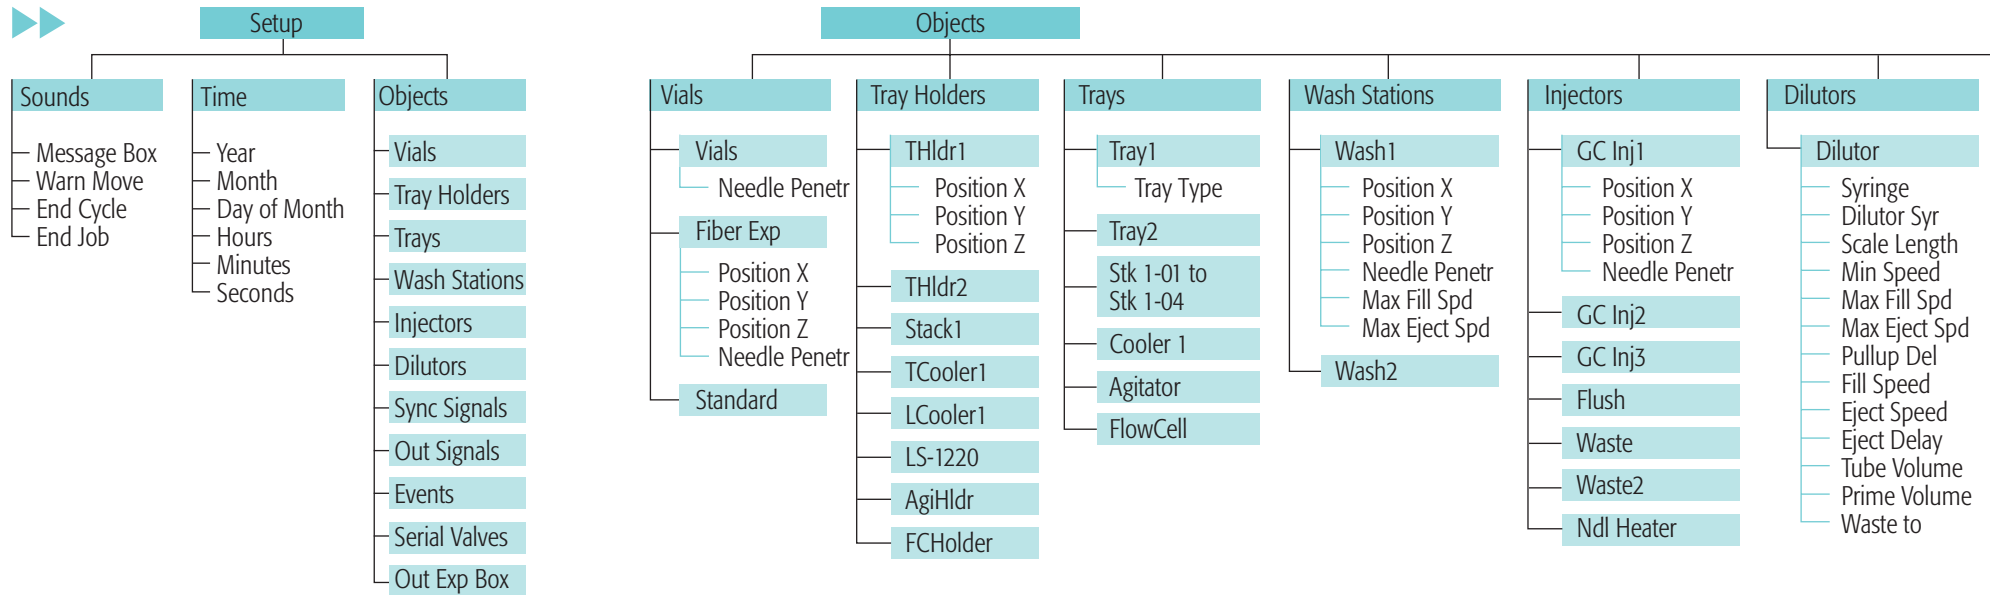 Setup
Sounds
Message Box
Warn Move
End Cycle
End Job
Time
Year
Month
Day of Month
Hours
Minutes
Seconds
Objects
Vials
Tray Holders
Trays
Wash Stations
Injectors
Dilutors
Sync Signals
Out Signals
Events
Serial Valves
Out Exp Box
Objects
Vials
Vials
Needle Penetr
Fiber Exp
Position X
Position Y
Position Z
Needle Penetr
Standard
Tray Holders
THldr1
Position X
Position Y
Position Z
THldr2
Stack1
TCooler1
LCooler1
LS-1220
AgiHldr
FCHolder
Trays
Tray1
Tray Type
Tray2
Stk 1-01 to
Stk 1-04
Cooler 1
Agitator
FlowCell
Wash Stations
Wash1
Position X
Position Y
Position Z
Needle Penetr
Max Fill Spd
Max Eject Spd
Wash2
Injectors
GC Inj1
Position X
Position Y
Position Z
Needle Penetr
GC Inj2
GC Inj3
Flush
Waste
Waste2
Ndl Heater
Dilutors
Dilutor
Syringe
Dilutor Syr
Scale Length
Min Speed
Max Fill Spd
Max Eject Spd
Pullup Del
Fill Speed
Eject Speed
Eject Delay
Tube Volume
Prime Volume
Waste to